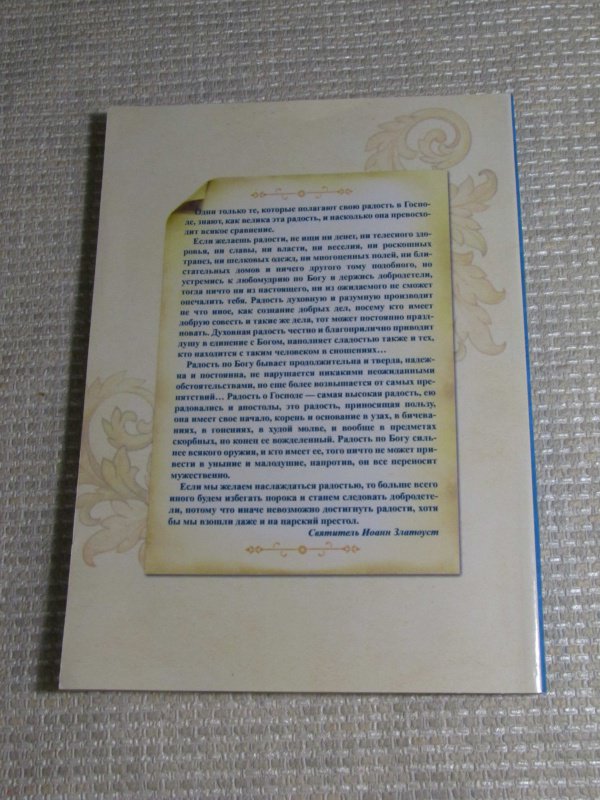 Одни только те, которые полагают свою радость в Госпо-
де, знают, как велика эта радость, и насколько она превосхо-
дит всякое сравнение.
Если желаешь радости, не ищи ни денег, ни телесного здо-
ровья, ни славы, ни власти, ни веселия, ни роскошных
трапез, ни шелковых одежд, ни многоценных полей, ни бли-
стательных домов и ничего другого тому подобного, но
устремись к любомудрию по Богу и держись добродетели,
тогда ничто ни из настоящего, ни из ожидаемого не сможет
опечалить тебя. Радость духовную и разумную производит
не что иное, как сознание добрых дел, посему кто имеет
добрую совесть и такие же дела, тот может постоянно празд-
новать. Духовная радость честно и благоприлично приводит
душу в единение с Богом, наполняет сладостью также и тех,
кто находится с таким человеком в сношениях...
Радость по Богу бывает продолжительна и тверда, надеж-
на и постоянна, не нарушается никакими неожиданными
обстоятельствами, но еще более возвышается от самых пре-
пятствий... Радость о Господе — самая высокая радость, ею
радовались и апостолы, это радость, приносящая пользу,
она имеет свое начало, корень и основание в узах, в бичева-
ниях, в гонениях, в худой молве, и вообще в предметах
скорбных, но конец ее вожделенный. Радость по Богу силь-
нее всякого оружия, и кто имеет ее, того ничто не может при-
вести в уныние и малодушие, напротив, он все переносит
мужественно.
Если мы желаем наслаждаться радостью, то больше всего
иного будем избегать порока и станем следовать добродете-
ли, потому что иначе невозможно достигнуть радости, хотя
бы мы взошли даже и на царский престол.
Святитель Иоанн Златоуст